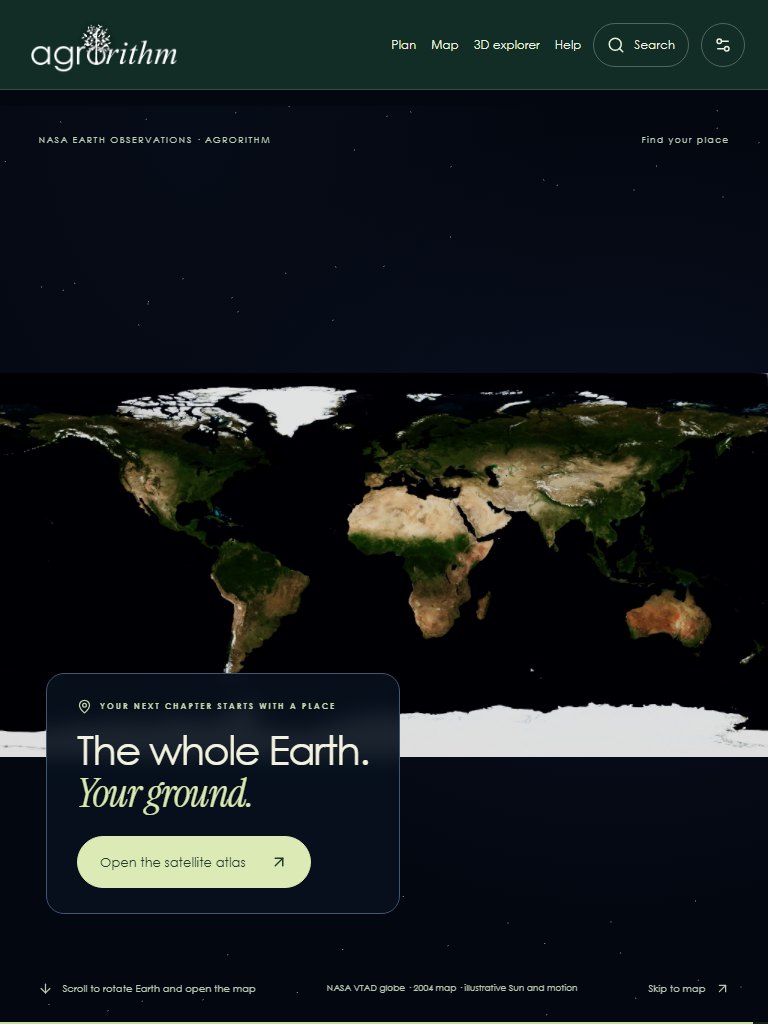 agrorithm
Plan Map 3D explorer Help Search
NASA EARTH OBSERVATIONS · AGRORITHM
Find your place
YOUR NEXT CHAPTER STARTS WITH A PLACE
The whole Earth.
Your ground.
Open the satellite atlas
Scroll to rotate Earth and open the map
NASA VTAD globe · 2004 map · illustrative Sun and motion
Skip to map